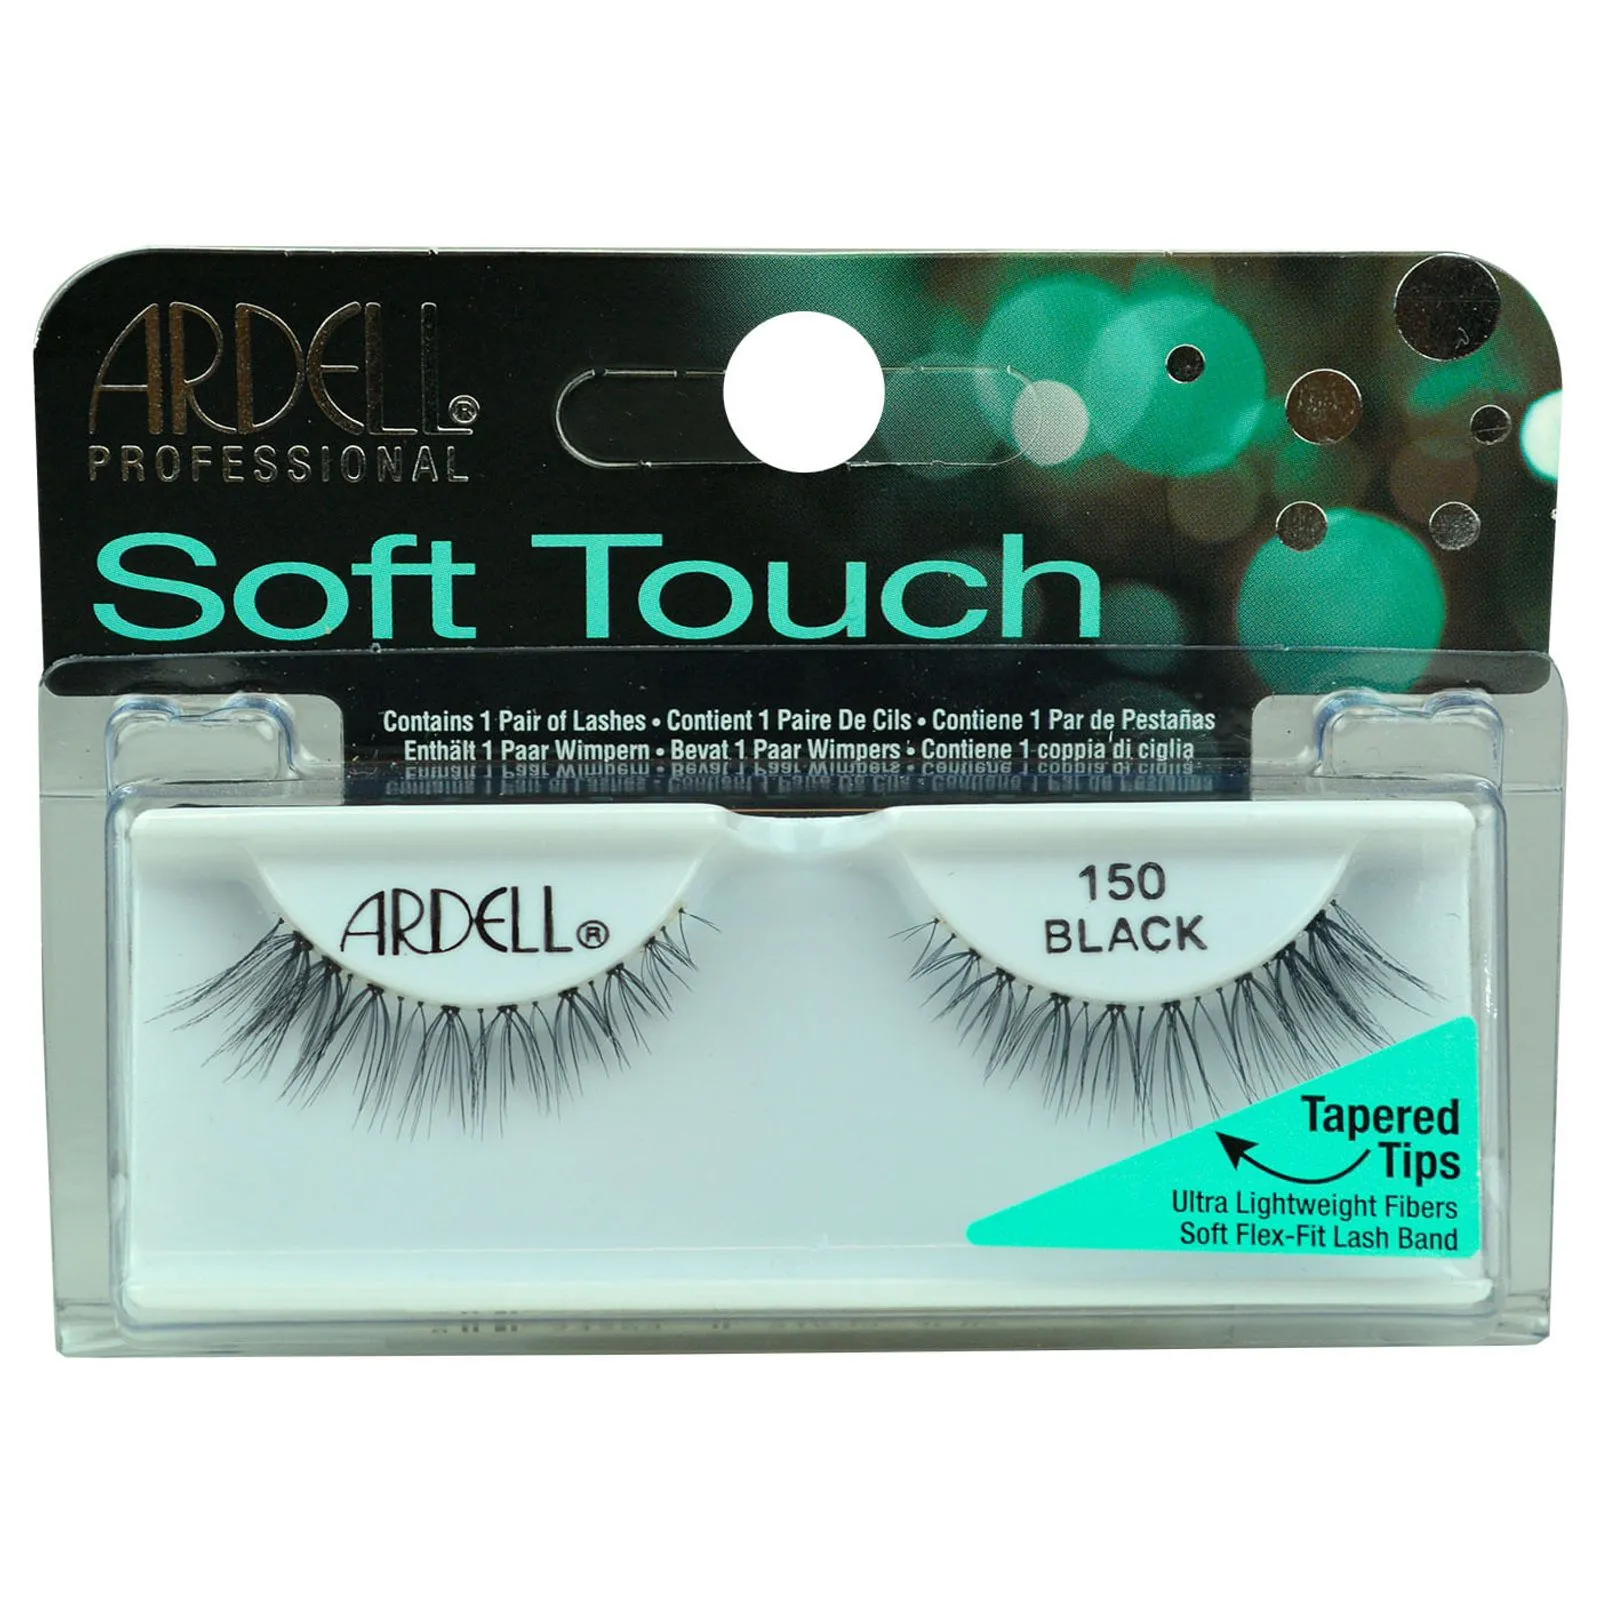 ARDELL®
PROFESSIONAL
Soft Touch
Contains 1 Pair of Lashes • Contient 1 Paire De Cils • Contiene 1 Par de Pestañas
Enthält 1 Paar Wimpern • Bevat 1 Paar Wimpers • Contiene 1 coppia di ciglia
ARDELL®
150
BLACK
Tapered
Tips
Ultra Lightweight Fibers
Soft Flex-Fit Lash Band